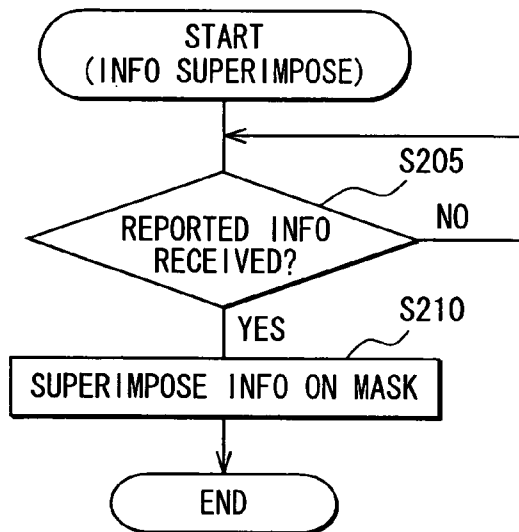 START
(INFO SUPERIMPOSE)
S205
REPORTED INFO
RECEIVED?
NO
YES
S210
SUPERIMPOSE INFO ON MASK
END